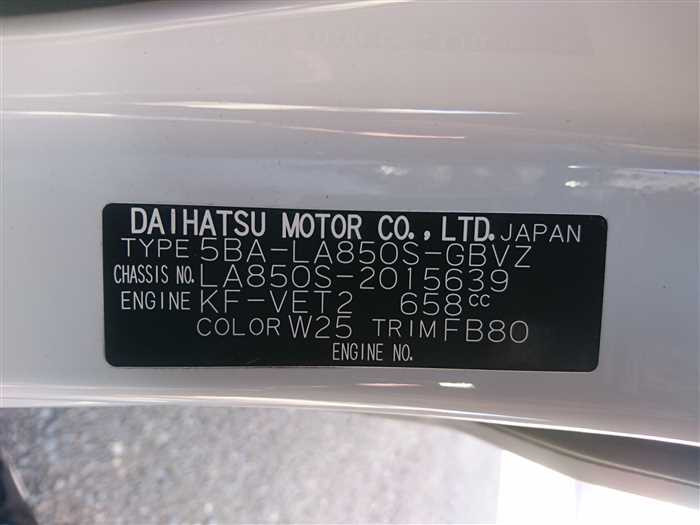 DAIHATSU MOTOR CO., LTD. JAPAN
TYPE 5BA-LA850S-GBVZ
CHASSIS NO. LA850S-2015639
ENGINE KF-VET2 658cc
COLOR W25 TRIM FB80
ENGINE NO.